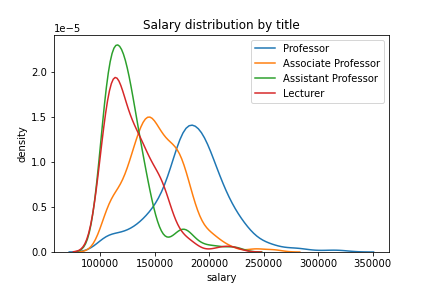 Salary distribution by title
1e−5
Professor
Associate Professor
Assistant Professor
Lecturer
2.0
1.5
1.0
0.5
0.0
density
100000 150000 200000 250000 300000 350000
salary